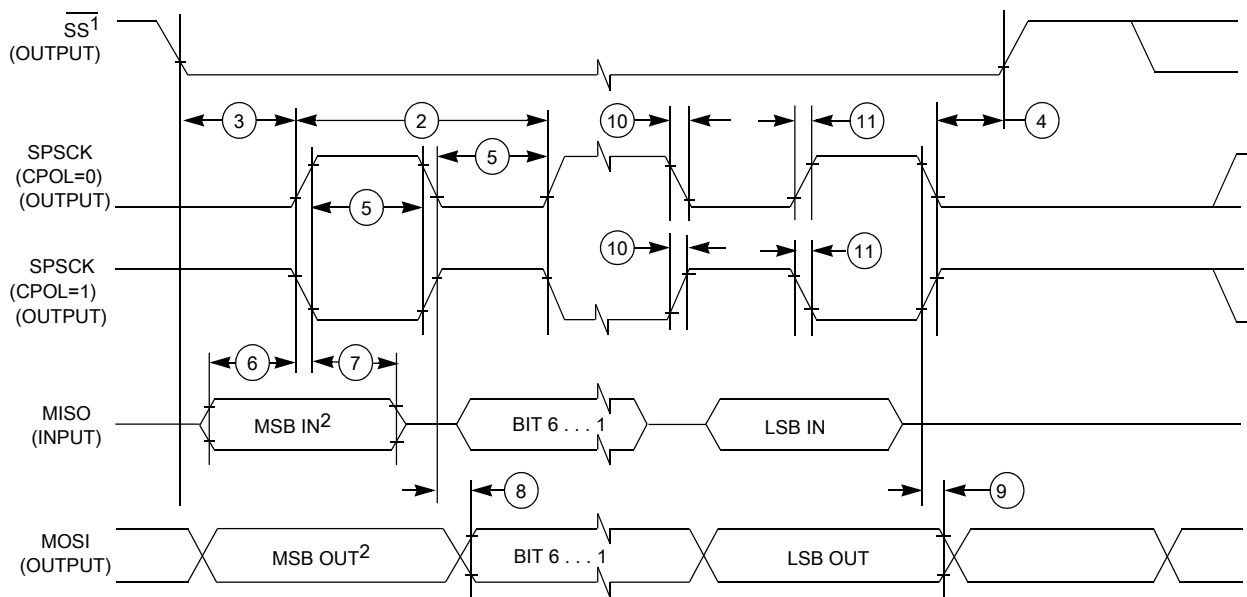 SS1
(OUTPUT)
3
2
10
11
4
SPSCK
(CPOL=0)
(OUTPUT)
5
5
SPSCK
(CPOL=1)
(OUTPUT)
10
11
6
7
MISO
(INPUT)
MSB IN2
BIT 6 . . . 1
LSB IN
8
9
MOSI
(OUTPUT)
MSB OUT2
BIT 6 . . . 1
LSB OUT